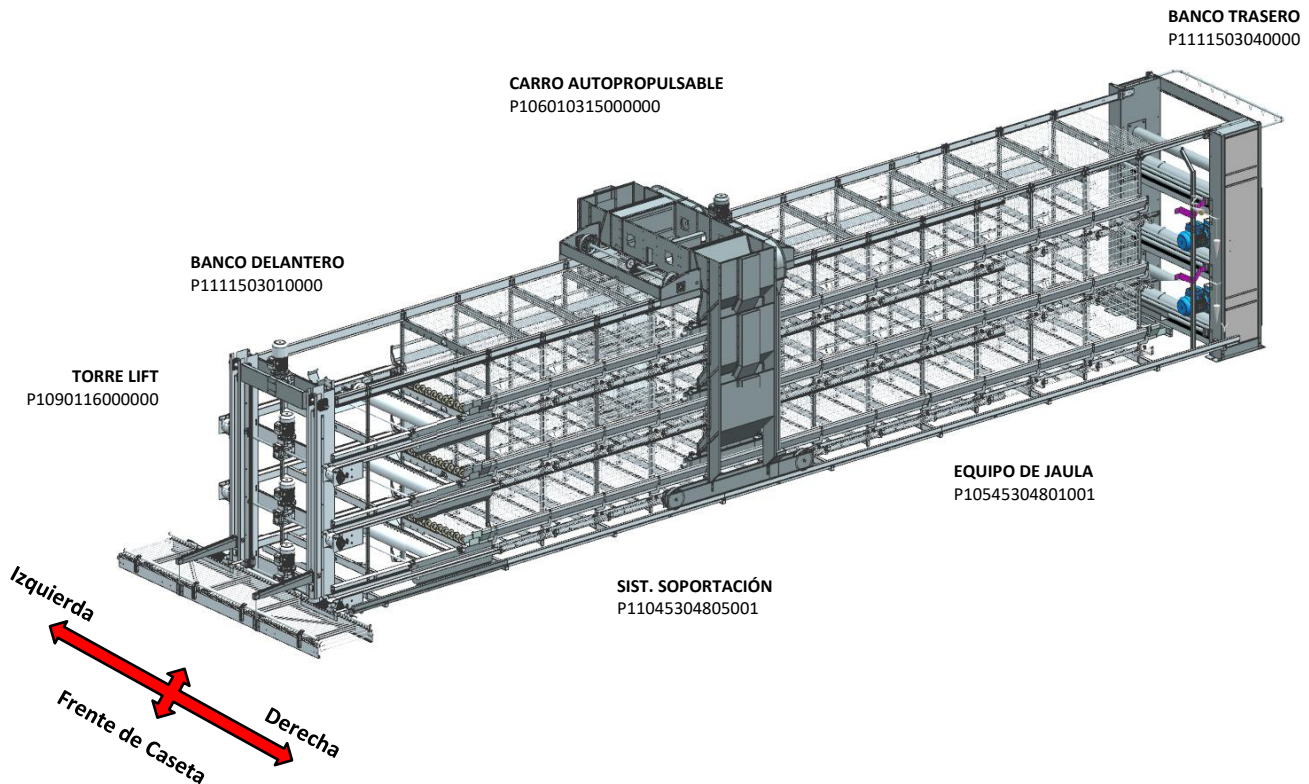 BANCO TRASERO
P1111503040000
CARRO AUTOPROPULSABLE
P106010315000000
BANCO DELANTERO
P1111503010000
TORRE LIFT
P1090116000000
EQUIPO DE JAULA
P10545304801001
SIST. SOPORTACIÓN
P11045304805001
Izquierda
Frente de Caseta
Derecha